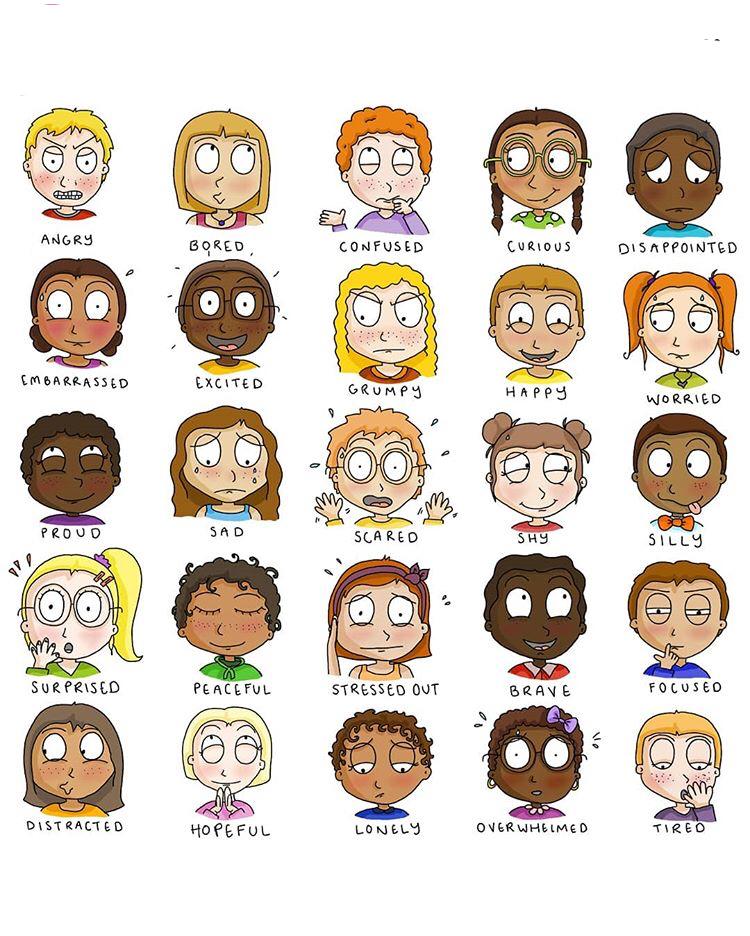 ANGRY
BORED
CONFUSED
CURIOUS
DISAPPOINTED
EMBARRASSED
EXCITED
GRUMPY
HAPPY
WORRIED
PROUD
SAD
SCARED
SHY
SILLY
SURPRISED
PEACEFUL
STRESSED OUT
BRAVE
FOCUSED
DISTRACTED
HOPEFUL
LONELY
OVERWHELMED
TIRED